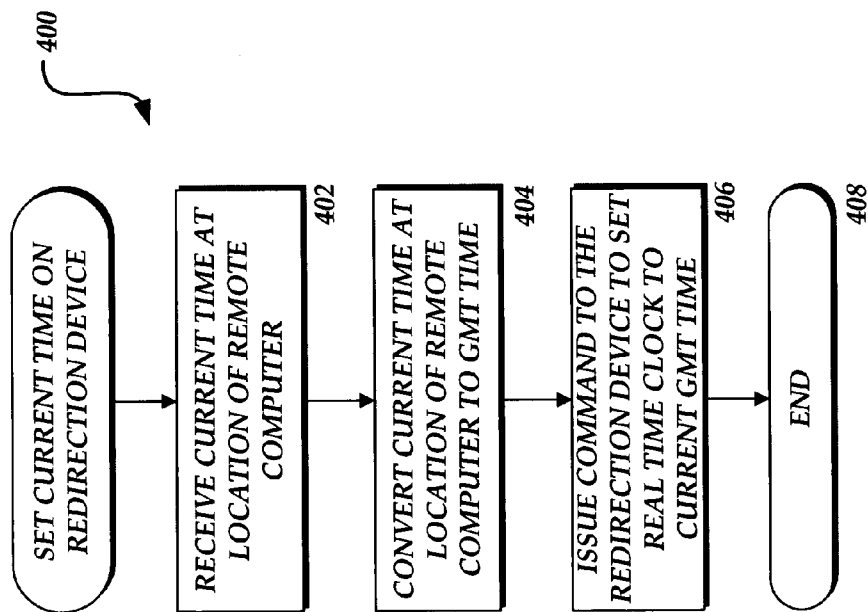 400
SET CURRENT TIME ON
REDIRECTION DEVICE
RECEIVE CURRENT TIME AT
LOCATION OF REMOTE
COMPUTER
402
CONVERT CURRENT TIME AT
LOCATION OF REMOTE
COMPUTER TO GMT TIME
404
ISSUE COMMAND TO THE
REDIRECTION DEVICE TO SET
REAL TIME CLOCK TO
CURRENT GMT TIME
406
END
408